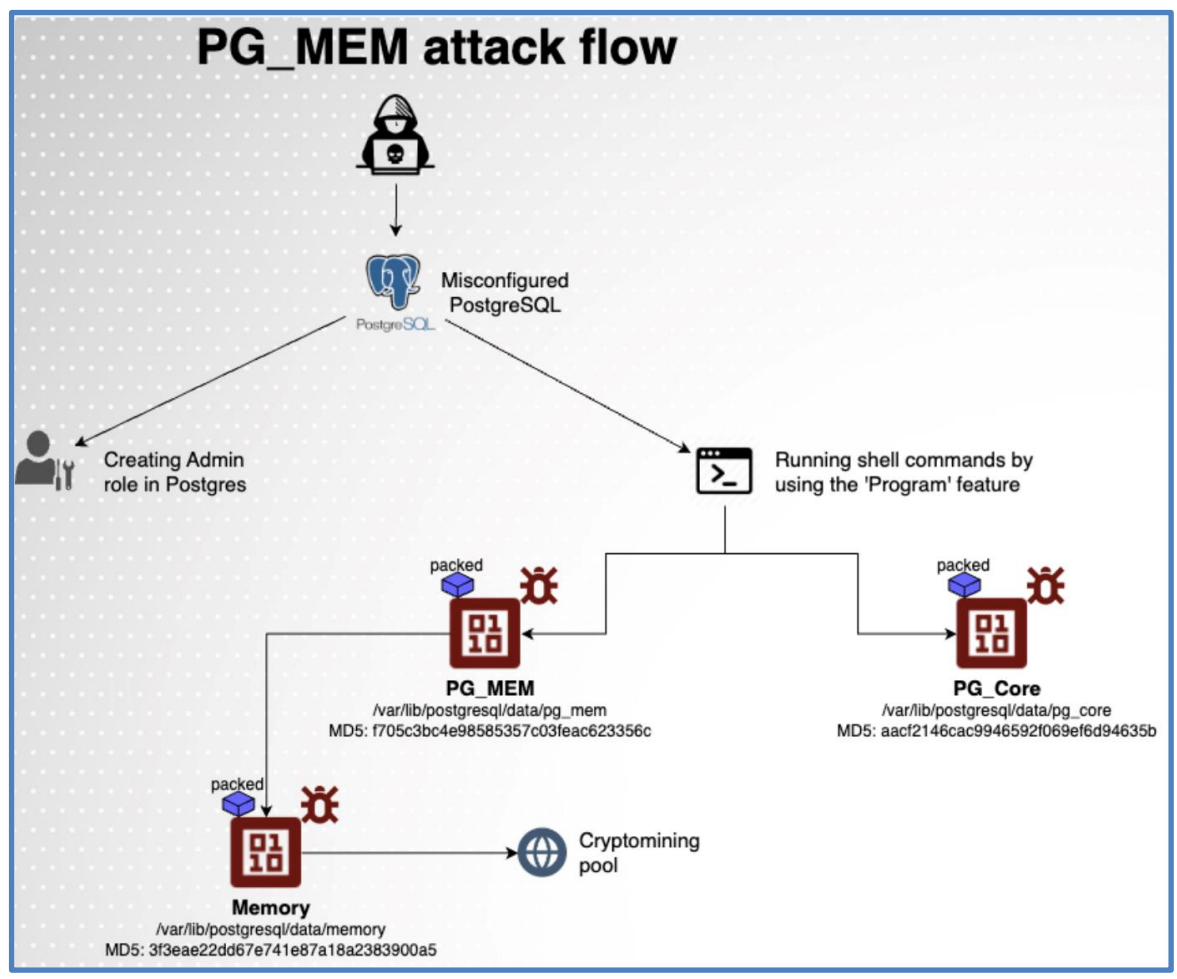 PG_MEM attack flow
Misconfigured
PostgreSQL
PostgreSQL
Creating Admin
role in Postgres
Running shell commands by
using the 'Program' feature
packed
PG_MEM
/var/lib/postgresql/data/pg_mem
MD5: f705c3bc4e98585357c03feac623356c
packed
PG_Core
/var/lib/postgresql/data/pg_core
MD5: aacf2146cac9946592f069ef6d94635b
packed
Memory
/var/lib/postgresql/data/memory
MD5: 3f3eae22dd67e741e87a18a2383900a5
Cryptomining
pool